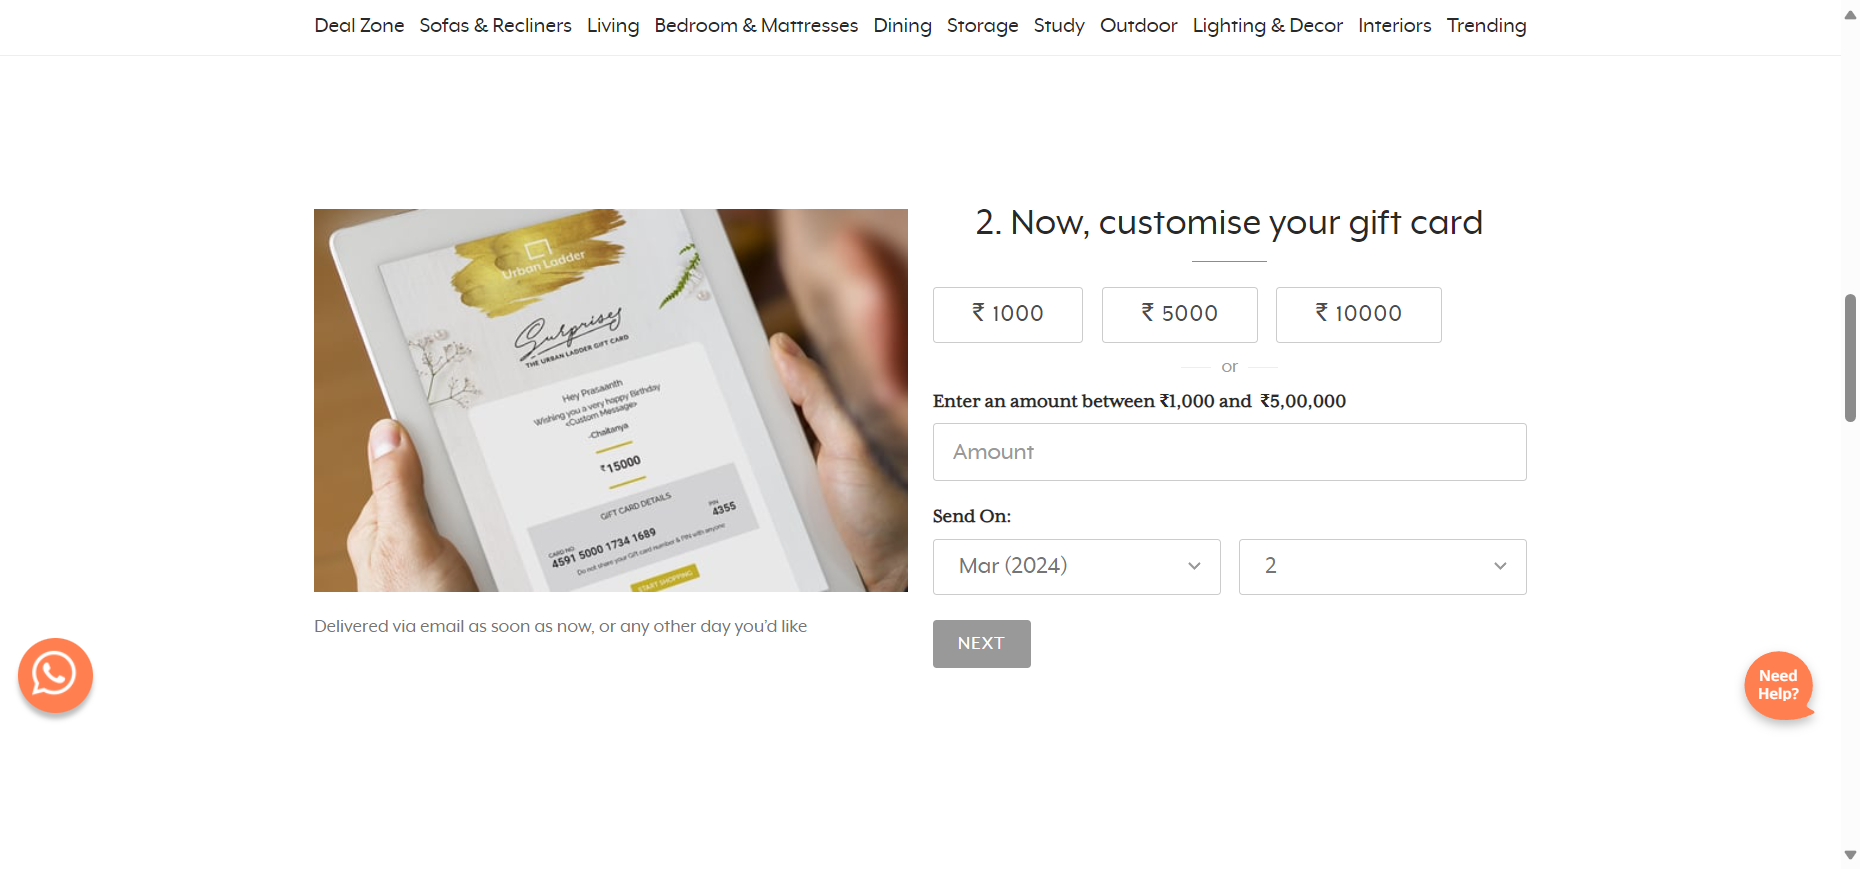 Deal Zone Sofas & Recliners Living Bedroom & Mattresses Dining Storage Study Outdoor Lighting & Decor Interiors Trending
Urban Ladder
Surprises
THE URBAN LADDER GIFT CARD
Hey Prasaanth
Wishing you a very happy Birthday
<Custom Message>
-Chaitanya
₹15000
GIFT CARD DETAILS
CARD NO. PIN
4591 5000 1734 1689 4355
Do not share your Gift card number & PIN with anyone
START SHOPPING
Delivered via email as soon as now, or any other day you'd like
2. Now, customise your gift card
₹ 1000 ₹ 5000 ₹ 10000
or
Enter an amount between ₹1,000 and ₹5,00,000
Amount
Send On:
Mar (2024) 2
NEXT
Need
Help?